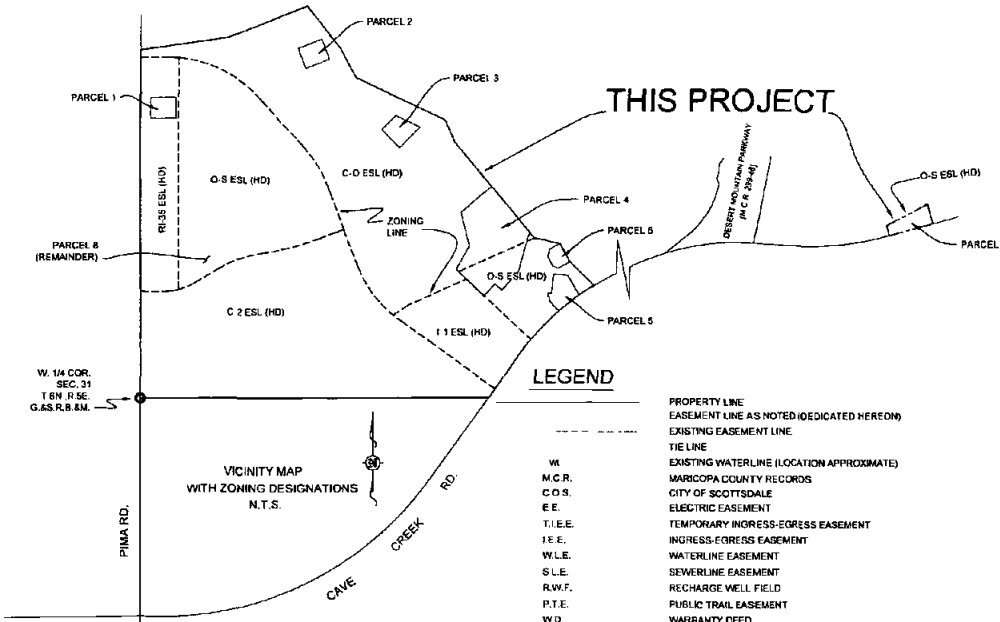 PARCEL 2
PARCEL 3
PARCEL 1
THIS PROJECT
RI-35 ESL (HD)
O-S ESL (HD)
C-O ESL (HD)
DESERT MOUNTAIN PARKWAY
O-S ESL (HD)
PARCEL 4
ZONING
LINE
PARCEL 8
(REMAINDER)
PARCEL 6
PARCEL
O-S ESL (HD)
C 2 ESL (HD)
PARCEL 5
I 1 ESL (HD)
W. 1/4 COR.
SEC. 31
T 6N., R.5E.
G.&S.R.B.&M.
VICINITY MAP
WITH ZONING DESIGNATIONS
N.T.S.
PIMA RD.
CAVE CREEK RD.
LEGEND
PROPERTY LINE
EASEMENT LINE AS NOTED (DEDICATED HEREON)
EXISTING EASEMENT LINE
TIE LINE
EXISTING WATERLINE (LOCATION APPROXIMATE)
M.C.R. MARICOPA COUNTY RECORDS
C O S. CITY OF SCOTTSDALE
E E. ELECTRIC EASEMENT
T.I.E.E. TEMPORARY INGRESS-EGRESS EASEMENT
I.E.E. INGRESS-EGRESS EASEMENT
W.L.E. WATERLINE EASEMENT
S L.E. SEWERLINE EASEMENT
R.W.F. RECHARGE WELL FIELD
P.T.E. PUBLIC TRAIL EASEMENT
W.D. WARRANTY DEED